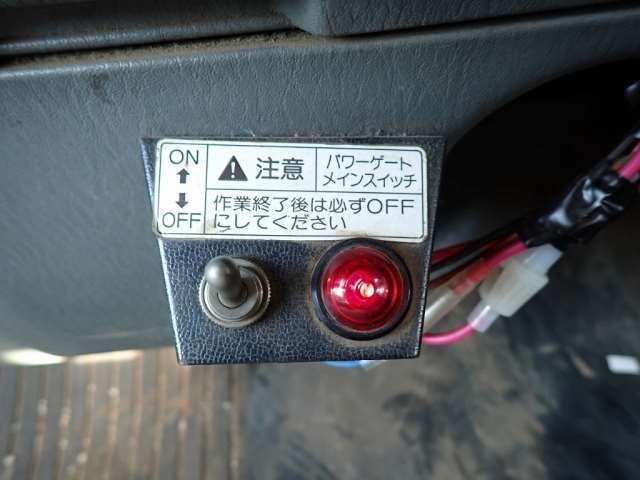 ON
OFF
注意
パワーゲート
メインスイッチ
作業終了後は必ずOFF
にしてください